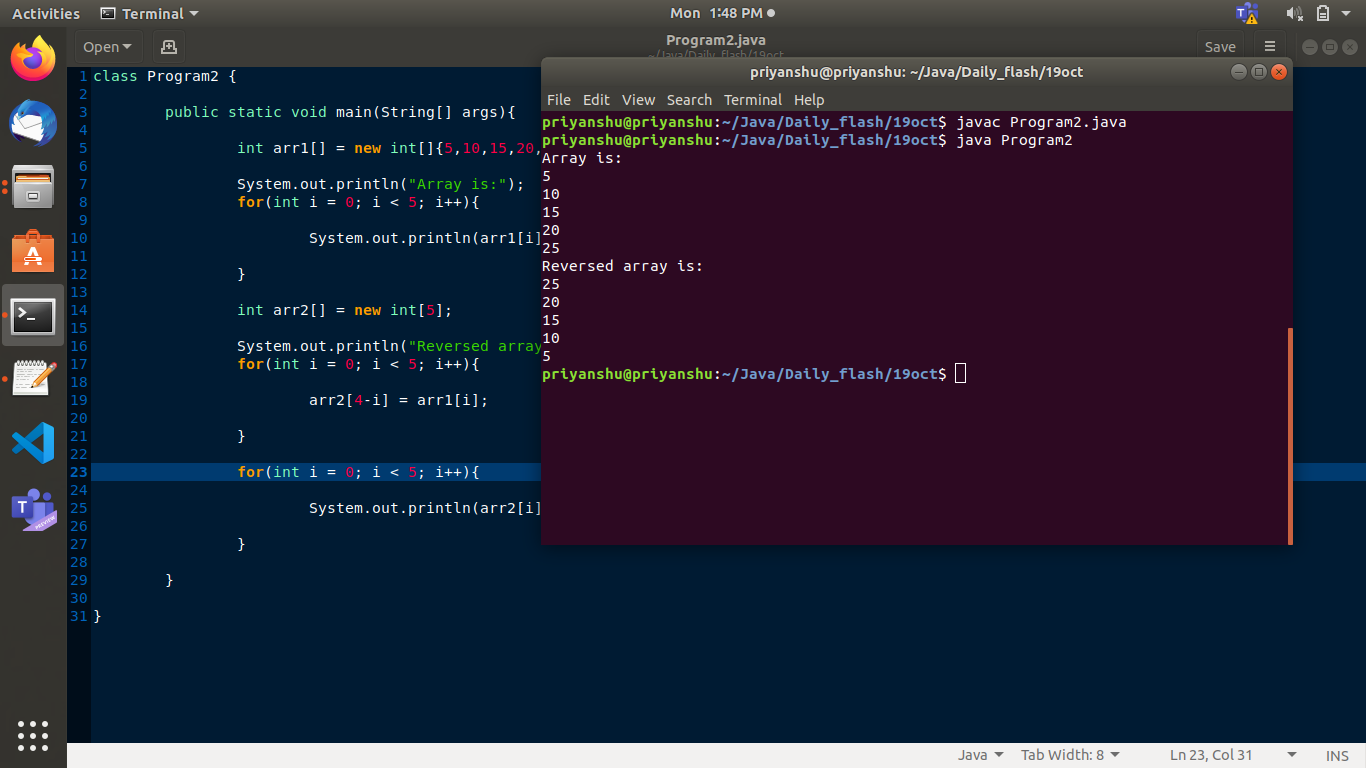 Activities Terminal Mon 1:48 PM
Open Program2.java Save
~/Java/Daily_flash/19oct
1 class Program2 {
2
3 public static void main(String[] args){
4
5 int arr1[] = new int[]{5,10,15,20,
6
7 System.out.println("Array is:");
8 for(int i = 0; i < 5; i++){
9
10 System.out.println(arr1[i]
11
12 }
13
14 int arr2[] = new int[5];
15
16 System.out.println("Reversed array
17 for(int i = 0; i < 5; i++){
18
19 arr2[4-i] = arr1[i];
20
21 }
22
23 for(int i = 0; i < 5; i++){
24
25 System.out.println(arr2[i]
26
27 }
28
29 }
30
31 }
priyanshu@priyanshu: ~/Java/Daily_flash/19oct
File Edit View Search Terminal Help
priyanshu@priyanshu:~/Java/Daily_flash/19oct$ javac Program2.java
priyanshu@priyanshu:~/Java/Daily_flash/19oct$ java Program2
Array is:
5
10
15
20
25
Reversed array is:
25
20
15
10
5
priyanshu@priyanshu:~/Java/Daily_flash/19oct$
T
PREVIEW
Java Tab Width: 8 Ln 23, Col 31 INS